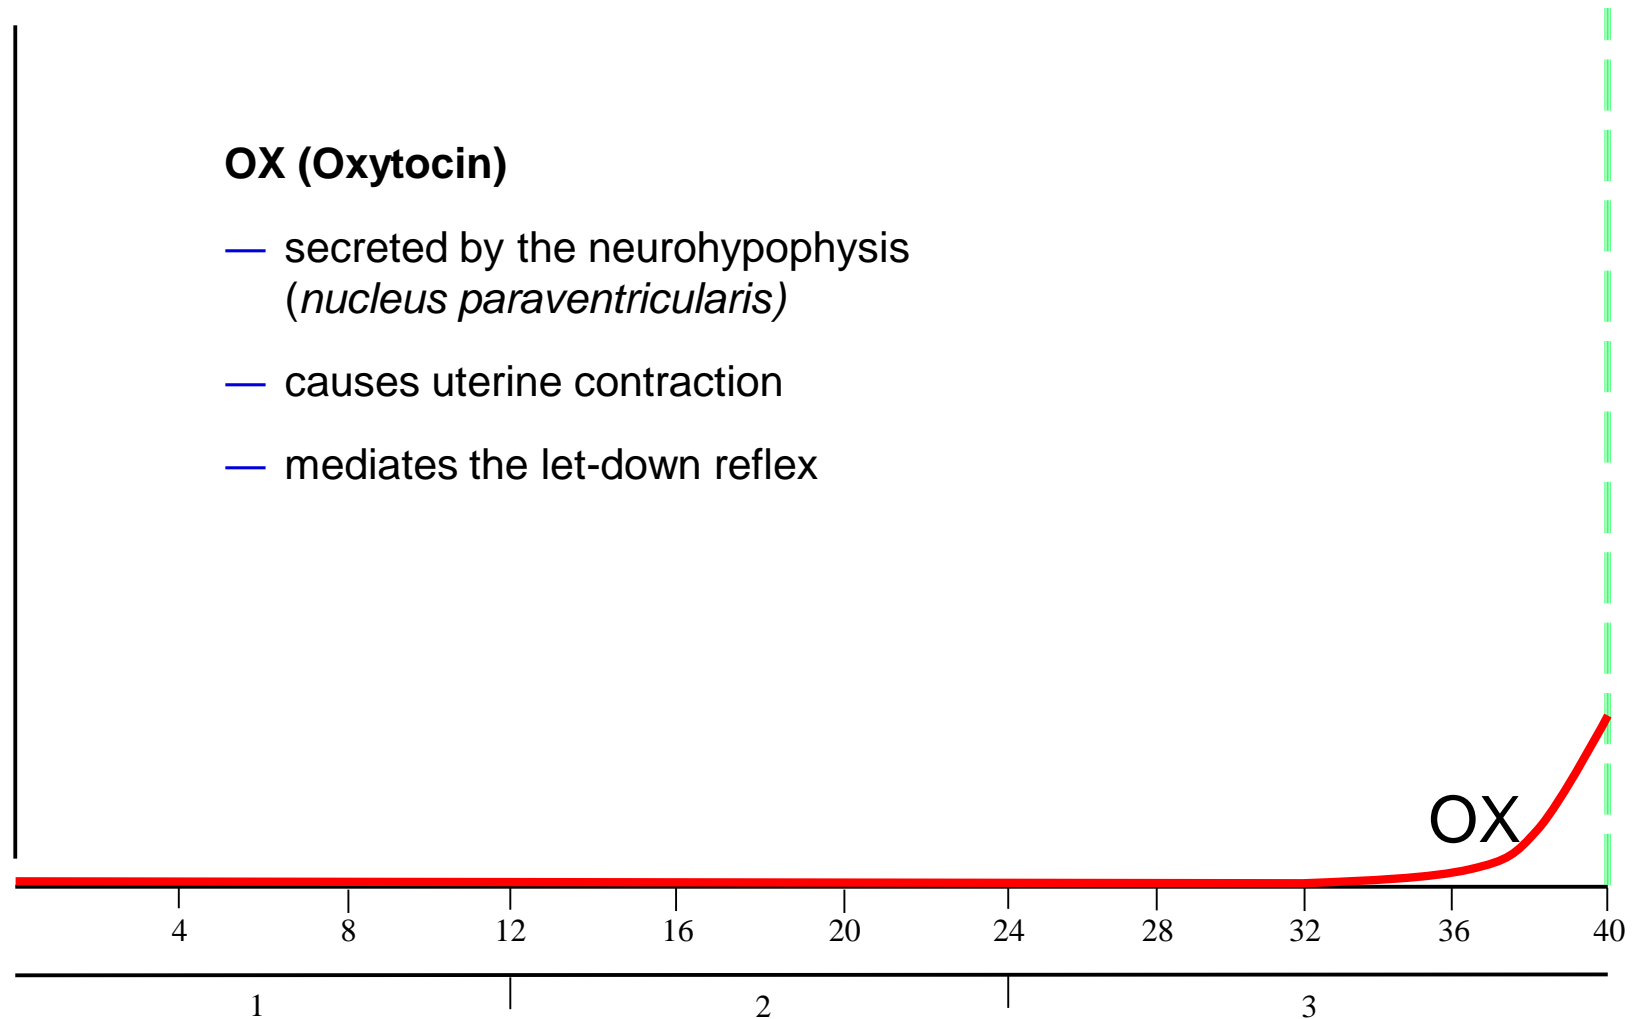 OX (Oxytocin)
— secreted by the neurohypophysis
(nucleus paraventricularis)
— causes uterine contraction
— mediates the let-down reflex
OX
4 8 12 16 20 24 28 32 36 40
1 2 3